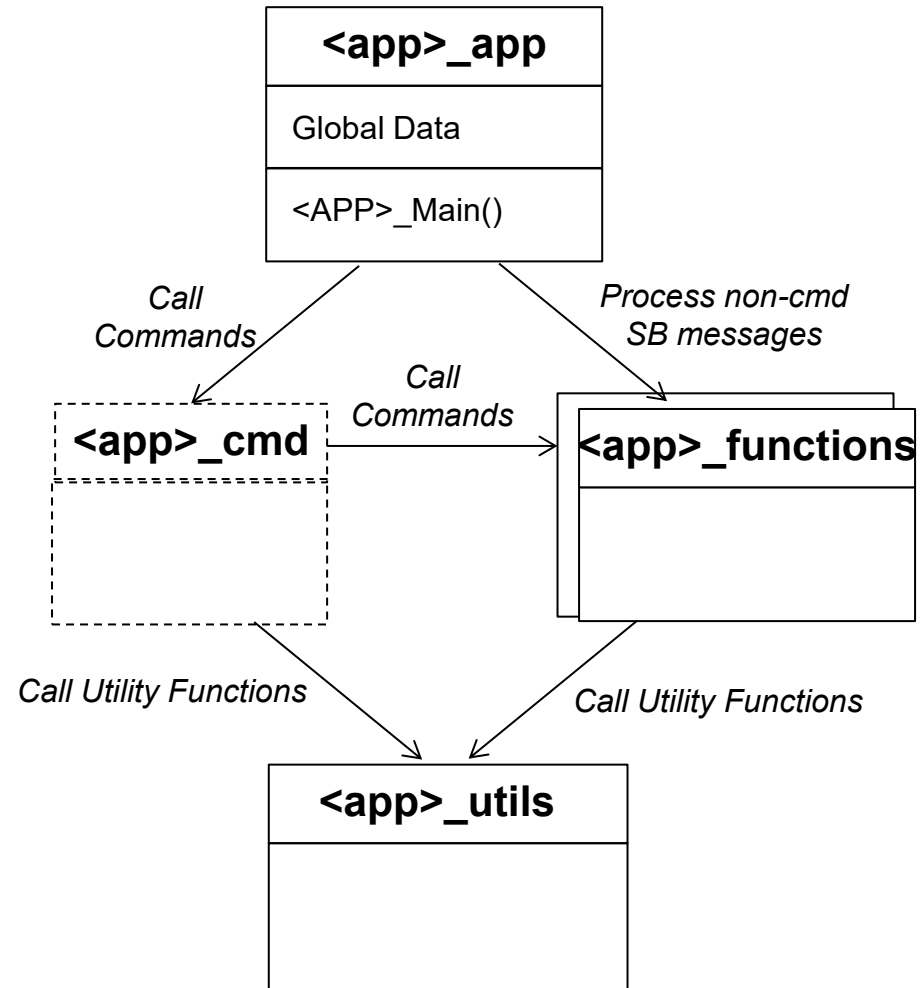 <app>_app
Global Data
<APP>_Main()
Call
Commands
Process non-cmd
SB messages
Call
Commands
<app>_cmd
<app>_functions
Call Utility Functions
Call Utility Functions
<app>_utils